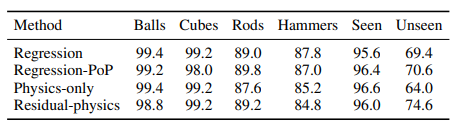 Method Balls Cubes Rods Hammers Seen Unseen
Regression 99.4 99.2 89.0 87.8 95.6 69.4
Regression-PoP 99.2 98.0 89.8 87.0 96.4 70.6
Physics-only 99.4 99.2 87.6 85.2 96.6 64.0
Residual-physics 98.8 99.2 89.2 84.8 96.0 74.6